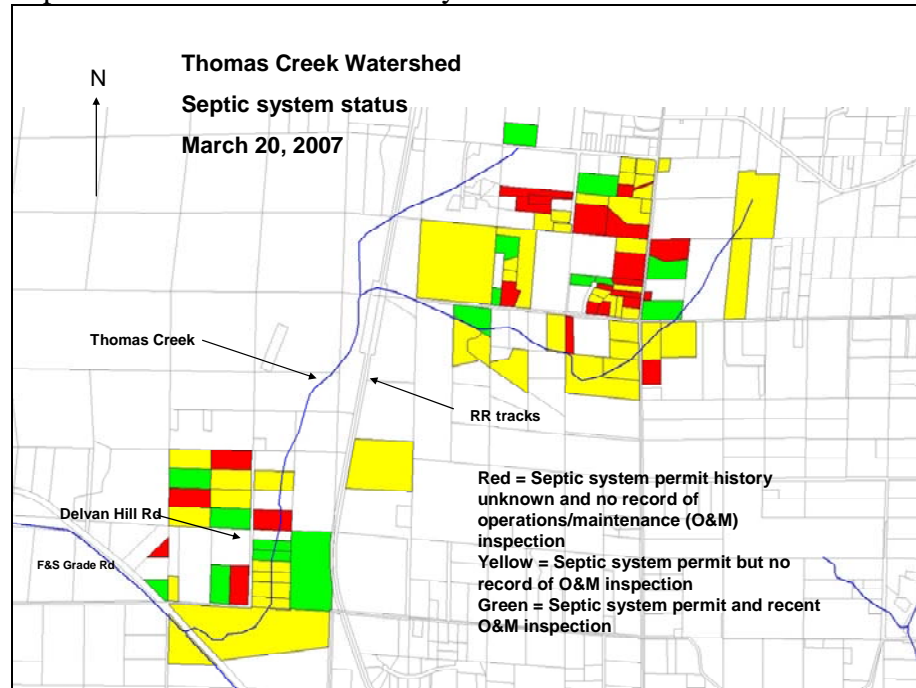 Thomas Creek Watershed
Septic system status
March 20, 2007
N
Thomas Creek
RR tracks
Delvan Hill Rd
F&S Grade Rd
Red = Septic system permit history
unknown and no record of
operations/maintenance (O&M)
inspection
Yellow = Septic system permit but no
record of O&M inspection
Green = Septic system permit and recent
O&M inspection